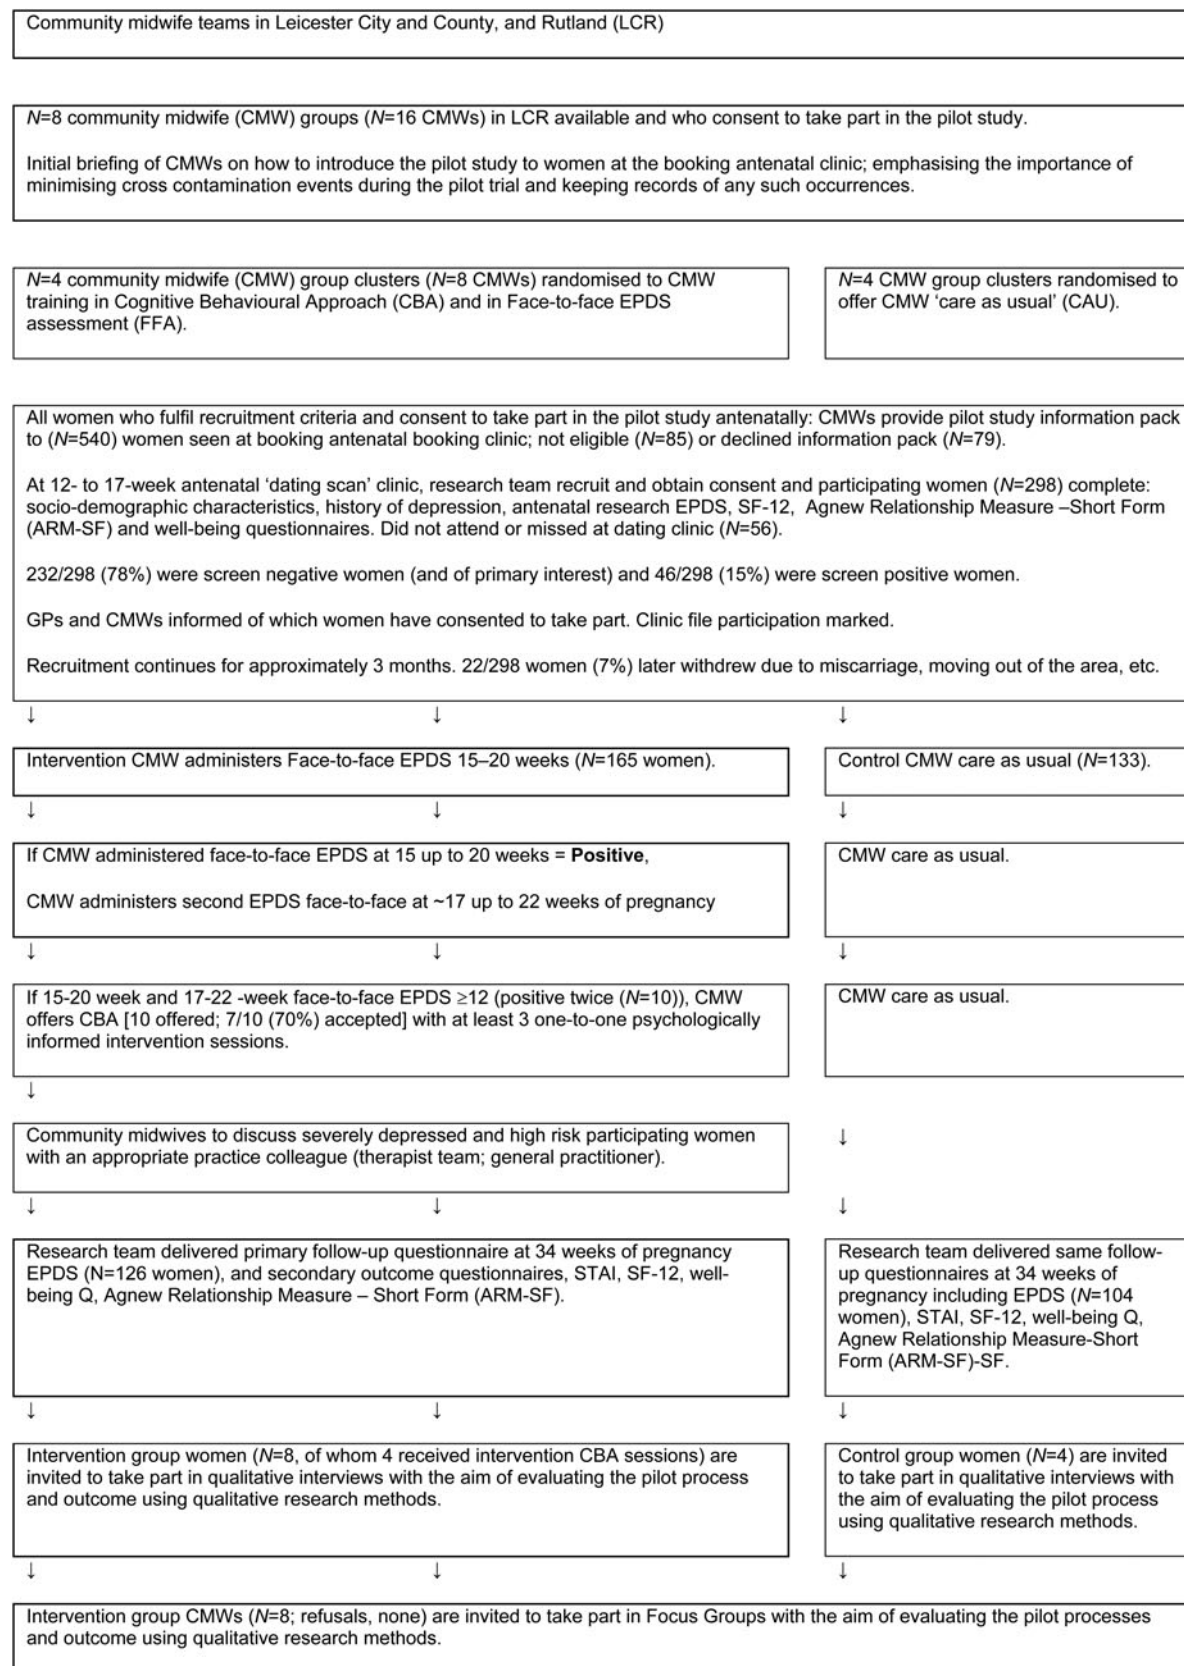 Community midwife teams in Leicester City and County, and Rutland (LCR)
N=8 community midwife (CMW) groups (N=16 CMWs) in LCR available and who consent to take part in the pilot study.
Initial briefing of CMWs on how to introduce the pilot study to women at the booking antenatal clinic; emphasising the importance of
minimising cross contamination events during the pilot trial and keeping records of any such occurrences.
N=4 community midwife (CMW) group clusters (N=8 CMWs) randomised to CMW
training in Cognitive Behavioural Approach (CBA) and in Face-to-face EPDS
assessment (FFA).
N=4 CMW group clusters randomised to
offer CMW ‘care as usual’ (CAU).
All women who fulfil recruitment criteria and consent to take part in the pilot study antenatally: CMWs provide pilot study information pack
to (N=540) women seen at booking antenatal booking clinic; not eligible (N=85) or declined information pack (N=79).
At 12- to 17-week antenatal ‘dating scan’ clinic, research team recruit and obtain consent and participating women (N=298) complete:
socio-demographic characteristics, history of depression, antenatal research EPDS, SF-12, Agnew Relationship Measure –Short Form
(ARM-SF) and well-being questionnaires. Did not attend or missed at dating clinic (N=56).
232/298 (78%) were screen negative women (and of primary interest) and 46/298 (15%) were screen positive women.
GPs and CMWs informed of which women have consented to take part. Clinic file participation marked.
Recruitment continues for approximately 3 months. 22/298 women (7%) later withdrew due to miscarriage, moving out of the area, etc.
↓ ↓ ↓
Intervention CMW administers Face-to-face EPDS 15–20 weeks (N=165 women).
Control CMW care as usual (N=133).
↓ ↓ ↓
If CMW administered face-to-face EPDS at 15 up to 20 weeks = Positive,
CMW administers second EPDS face-to-face at ~17 up to 22 weeks of pregnancy
CMW care as usual.
↓ ↓ ↓
If 15-20 week and 17-22 -week face-to-face EPDS ≥12 (positive twice (N=10)), CMW
offers CBA [10 offered; 7/10 (70%) accepted] with at least 3 one-to-one psychologically
informed intervention sessions.
CMW care as usual.
↓
Community midwives to discuss severely depressed and high risk participating women
with an appropriate practice colleague (therapist team; general practitioner).
↓
↓ ↓ ↓
Research team delivered primary follow-up questionnaire at 34 weeks of pregnancy
EPDS (N=126 women), and secondary outcome questionnaires, STAI, SF-12, well-
being Q, Agnew Relationship Measure – Short Form (ARM-SF).
Research team delivered same follow-
up questionnaires at 34 weeks of
pregnancy including EPDS (N=104
women), STAI, SF-12, well-being Q,
Agnew Relationship Measure-Short
Form (ARM-SF)-SF.
↓ ↓ ↓
Intervention group women (N=8, of whom 4 received intervention CBA sessions) are
invited to take part in qualitative interviews with the aim of evaluating the pilot process
and outcome using qualitative research methods.
Control group women (N=4) are invited
to take part in qualitative interviews with
the aim of evaluating the pilot process
using qualitative research methods.
↓ ↓ ↓
Intervention group CMWs (N=8; refusals, none) are invited to take part in Focus Groups with the aim of evaluating the pilot processes
and outcome using qualitative research methods.